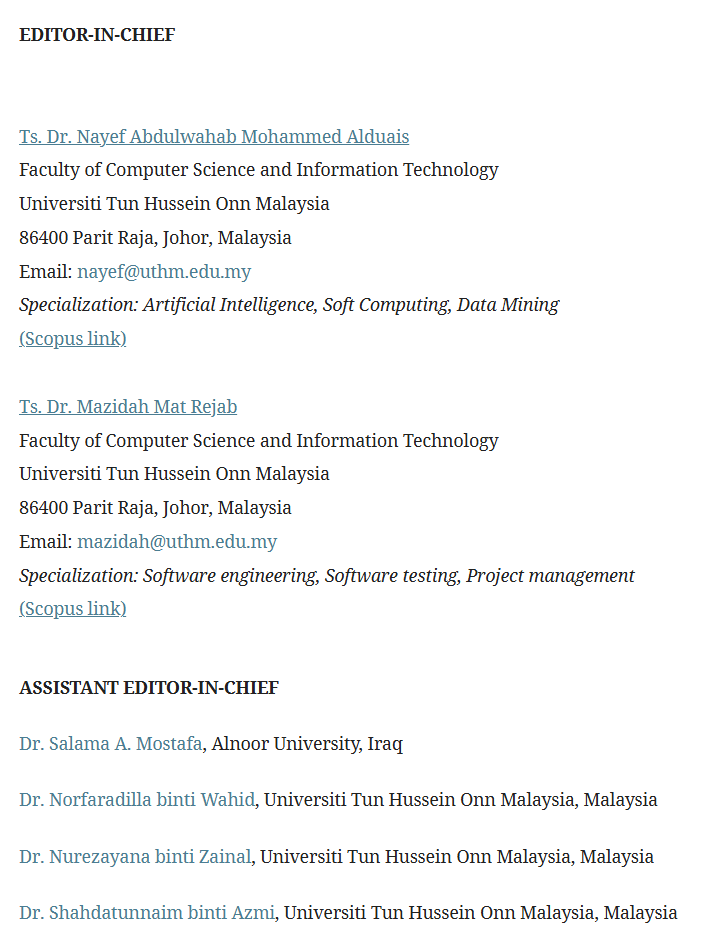 EDITOR-IN-CHIEF
Ts. Dr. Nayef Abdulwahab Mohammed Alduais
Faculty of Computer Science and Information Technology
Universiti Tun Hussein Onn Malaysia
86400 Parit Raja, Johor, Malaysia
Email: nayef@uthm.edu.my
Specialization: Artificial Intelligence, Soft Computing, Data Mining
(Scopus link)
Ts. Dr. Mazidah Mat Rejab
Faculty of Computer Science and Information Technology
Universiti Tun Hussein Onn Malaysia
86400 Parit Raja, Johor, Malaysia
Email: mazidah@uthm.edu.my
Specialization: Software engineering, Software testing, Project management
(Scopus link)
ASSISTANT EDITOR-IN-CHIEF
Dr. Salama A. Mostafa, Alnoor University, Iraq
Dr. Norfaradilla binti Wahid, Universiti Tun Hussein Onn Malaysia, Malaysia
Dr. Nurezayana binti Zainal, Universiti Tun Hussein Onn Malaysia, Malaysia
Dr. Shahdatunnaim binti Azmi, Universiti Tun Hussein Onn Malaysia, Malaysia